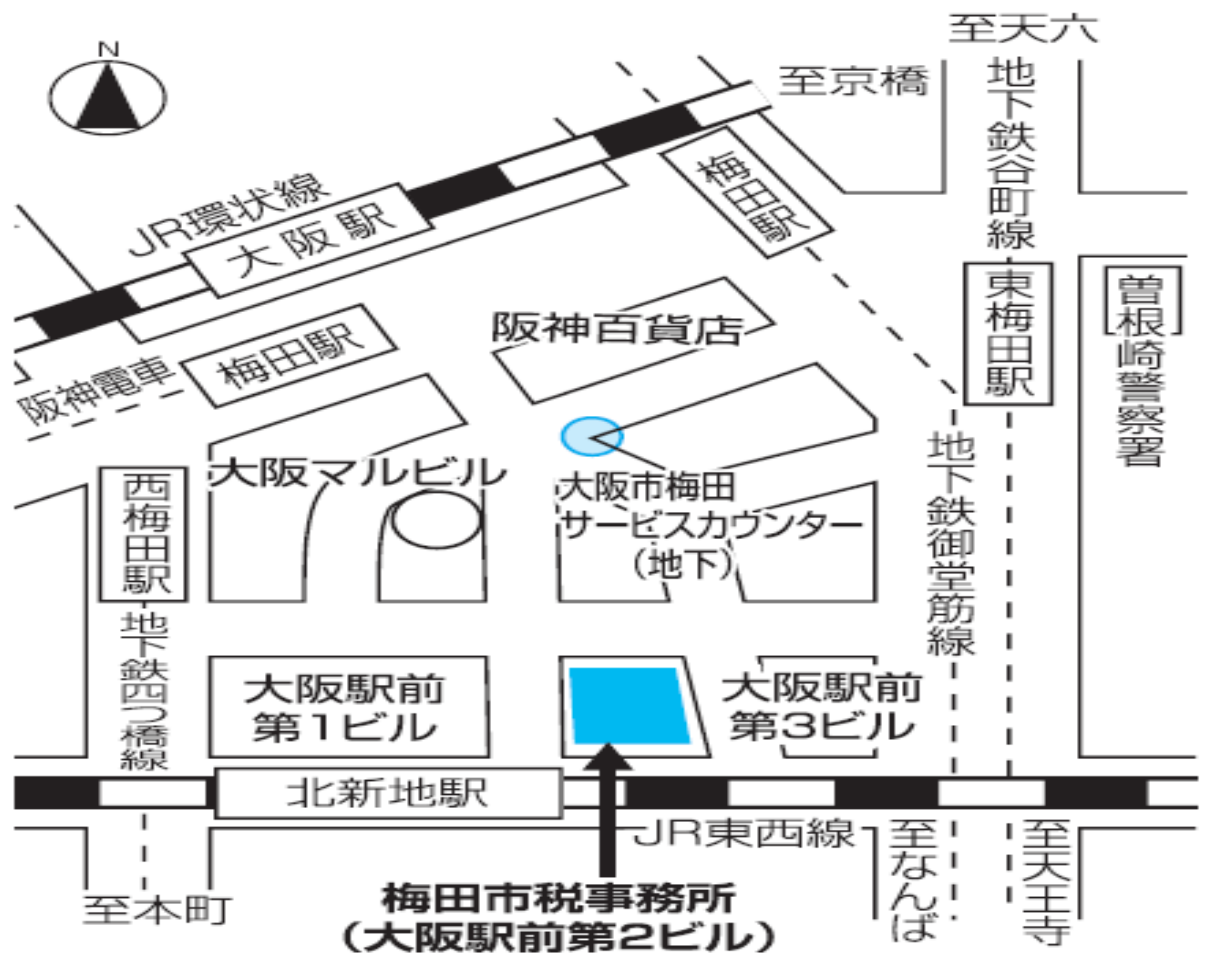 N
至天六
至京橋
地下鉄谷町線
梅田駅
JR環状線
大阪駅
東梅田駅
曽根崎警察署
阪神百貨店
梅田駅
阪神電車
大阪マルビル
西梅田駅
大阪市梅田
サービスカウンター
(地下)
地下鉄御堂筋線
地下鉄四つ橋線
大阪駅前
第1ビル
大阪駅前
第3ビル
北新地駅
JR東西線
至なんば
至天王寺
至本町
梅田市税事務所
(大阪駅前第2ビル)